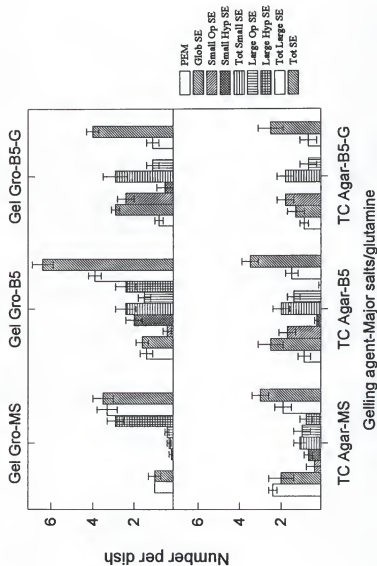 PEM
Glob SE
Small Op SE
Small Hyp SE
Tot Small SE
Large Op SE
Large Hyp SE
Tot Large SE
Tot SE
Gel Gro-MS
Gel Gro-B5
Gel Gro-B5-G
6
4
2
6
4
2
TC Agar-MS
TC Agar-B5
TC Agar-B5-G
Number per dish
Gelling agent-Major salts/glutamine